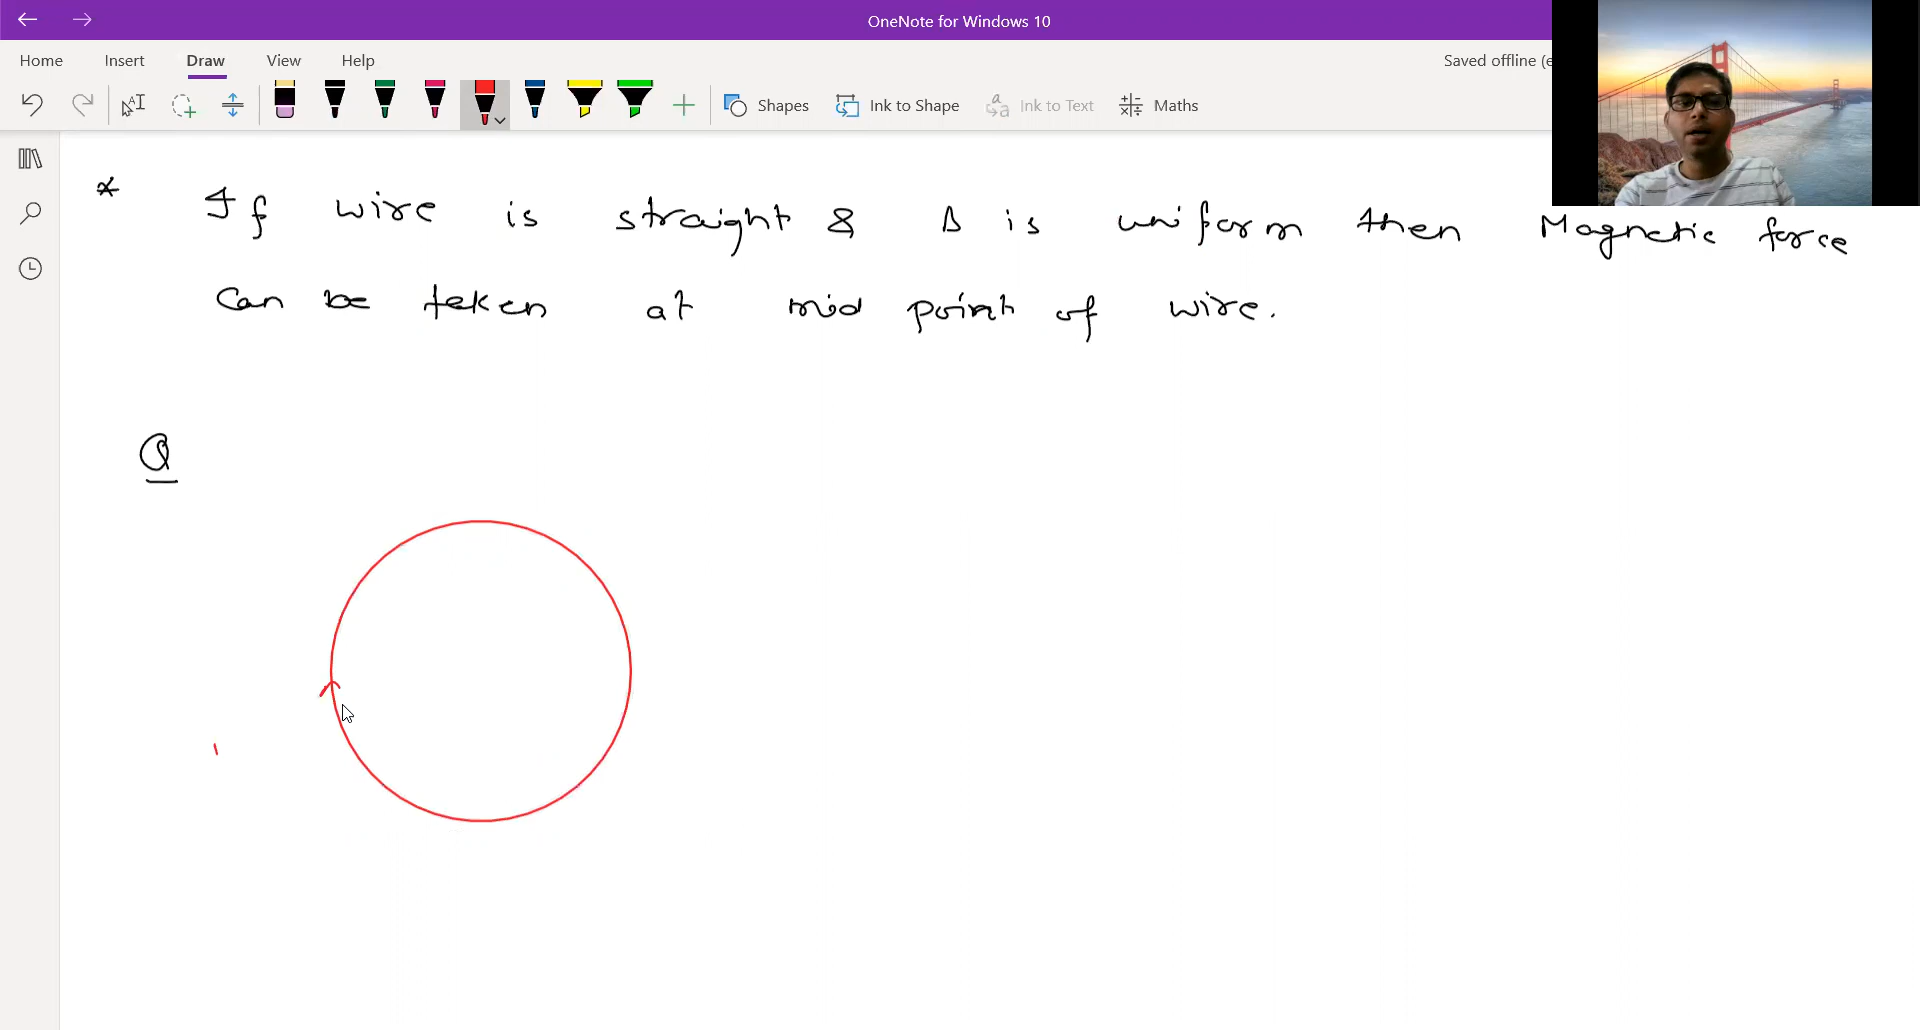 OneNote for Windows 10
Home Insert Draw View Help Saved offline (e
Shapes Ink to Shape Ink to Text Maths
* If wire is straight & B is uniform then Magnetic force
can be taken at mid point of wire.
Q